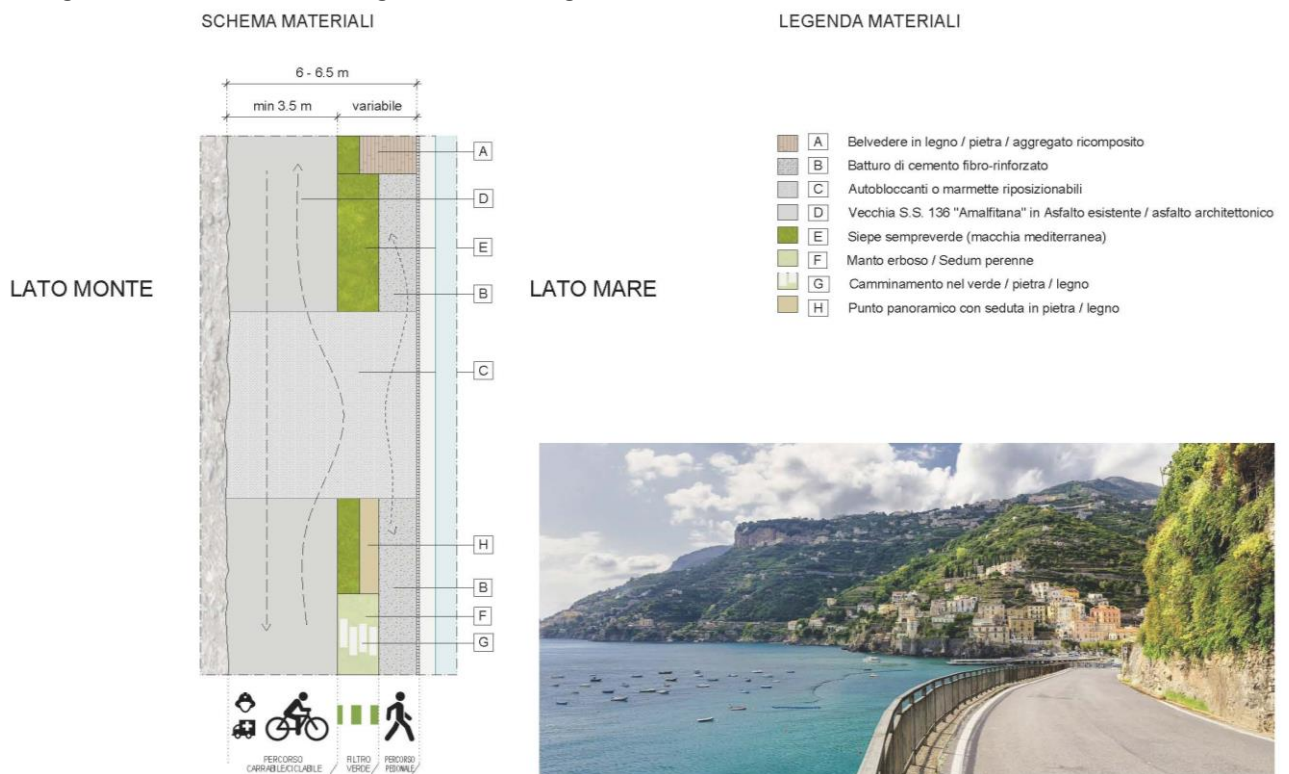 SCHEMA MATERIALI
6 - 6.5 m
min 3.5 m
variabile
LATO MONTE
LATO MARE
A
D
E
B
C
H
B
F
G
PERCORSO
CARRABILE/CICLABILE
FILTRO
VERDE
PERCORSO
PEDONALE
LEGENDA MATERIALI
A Belvedere in legno / pietra / aggregato ricomposito
B Batturo di cemento fibro-rinforzato
C Autobloccanti o marmette riposizionabili
D Vecchia S.S. 136 "Amalfitana" in Asfalto esistente / asfalto architettonico
E Siepe sempreverde (macchia mediterranea)
F Manto erboso / Sedum perenne
G Camminamento nel verde / pietra / legno
H Punto panoramico con seduta in pietra / legno